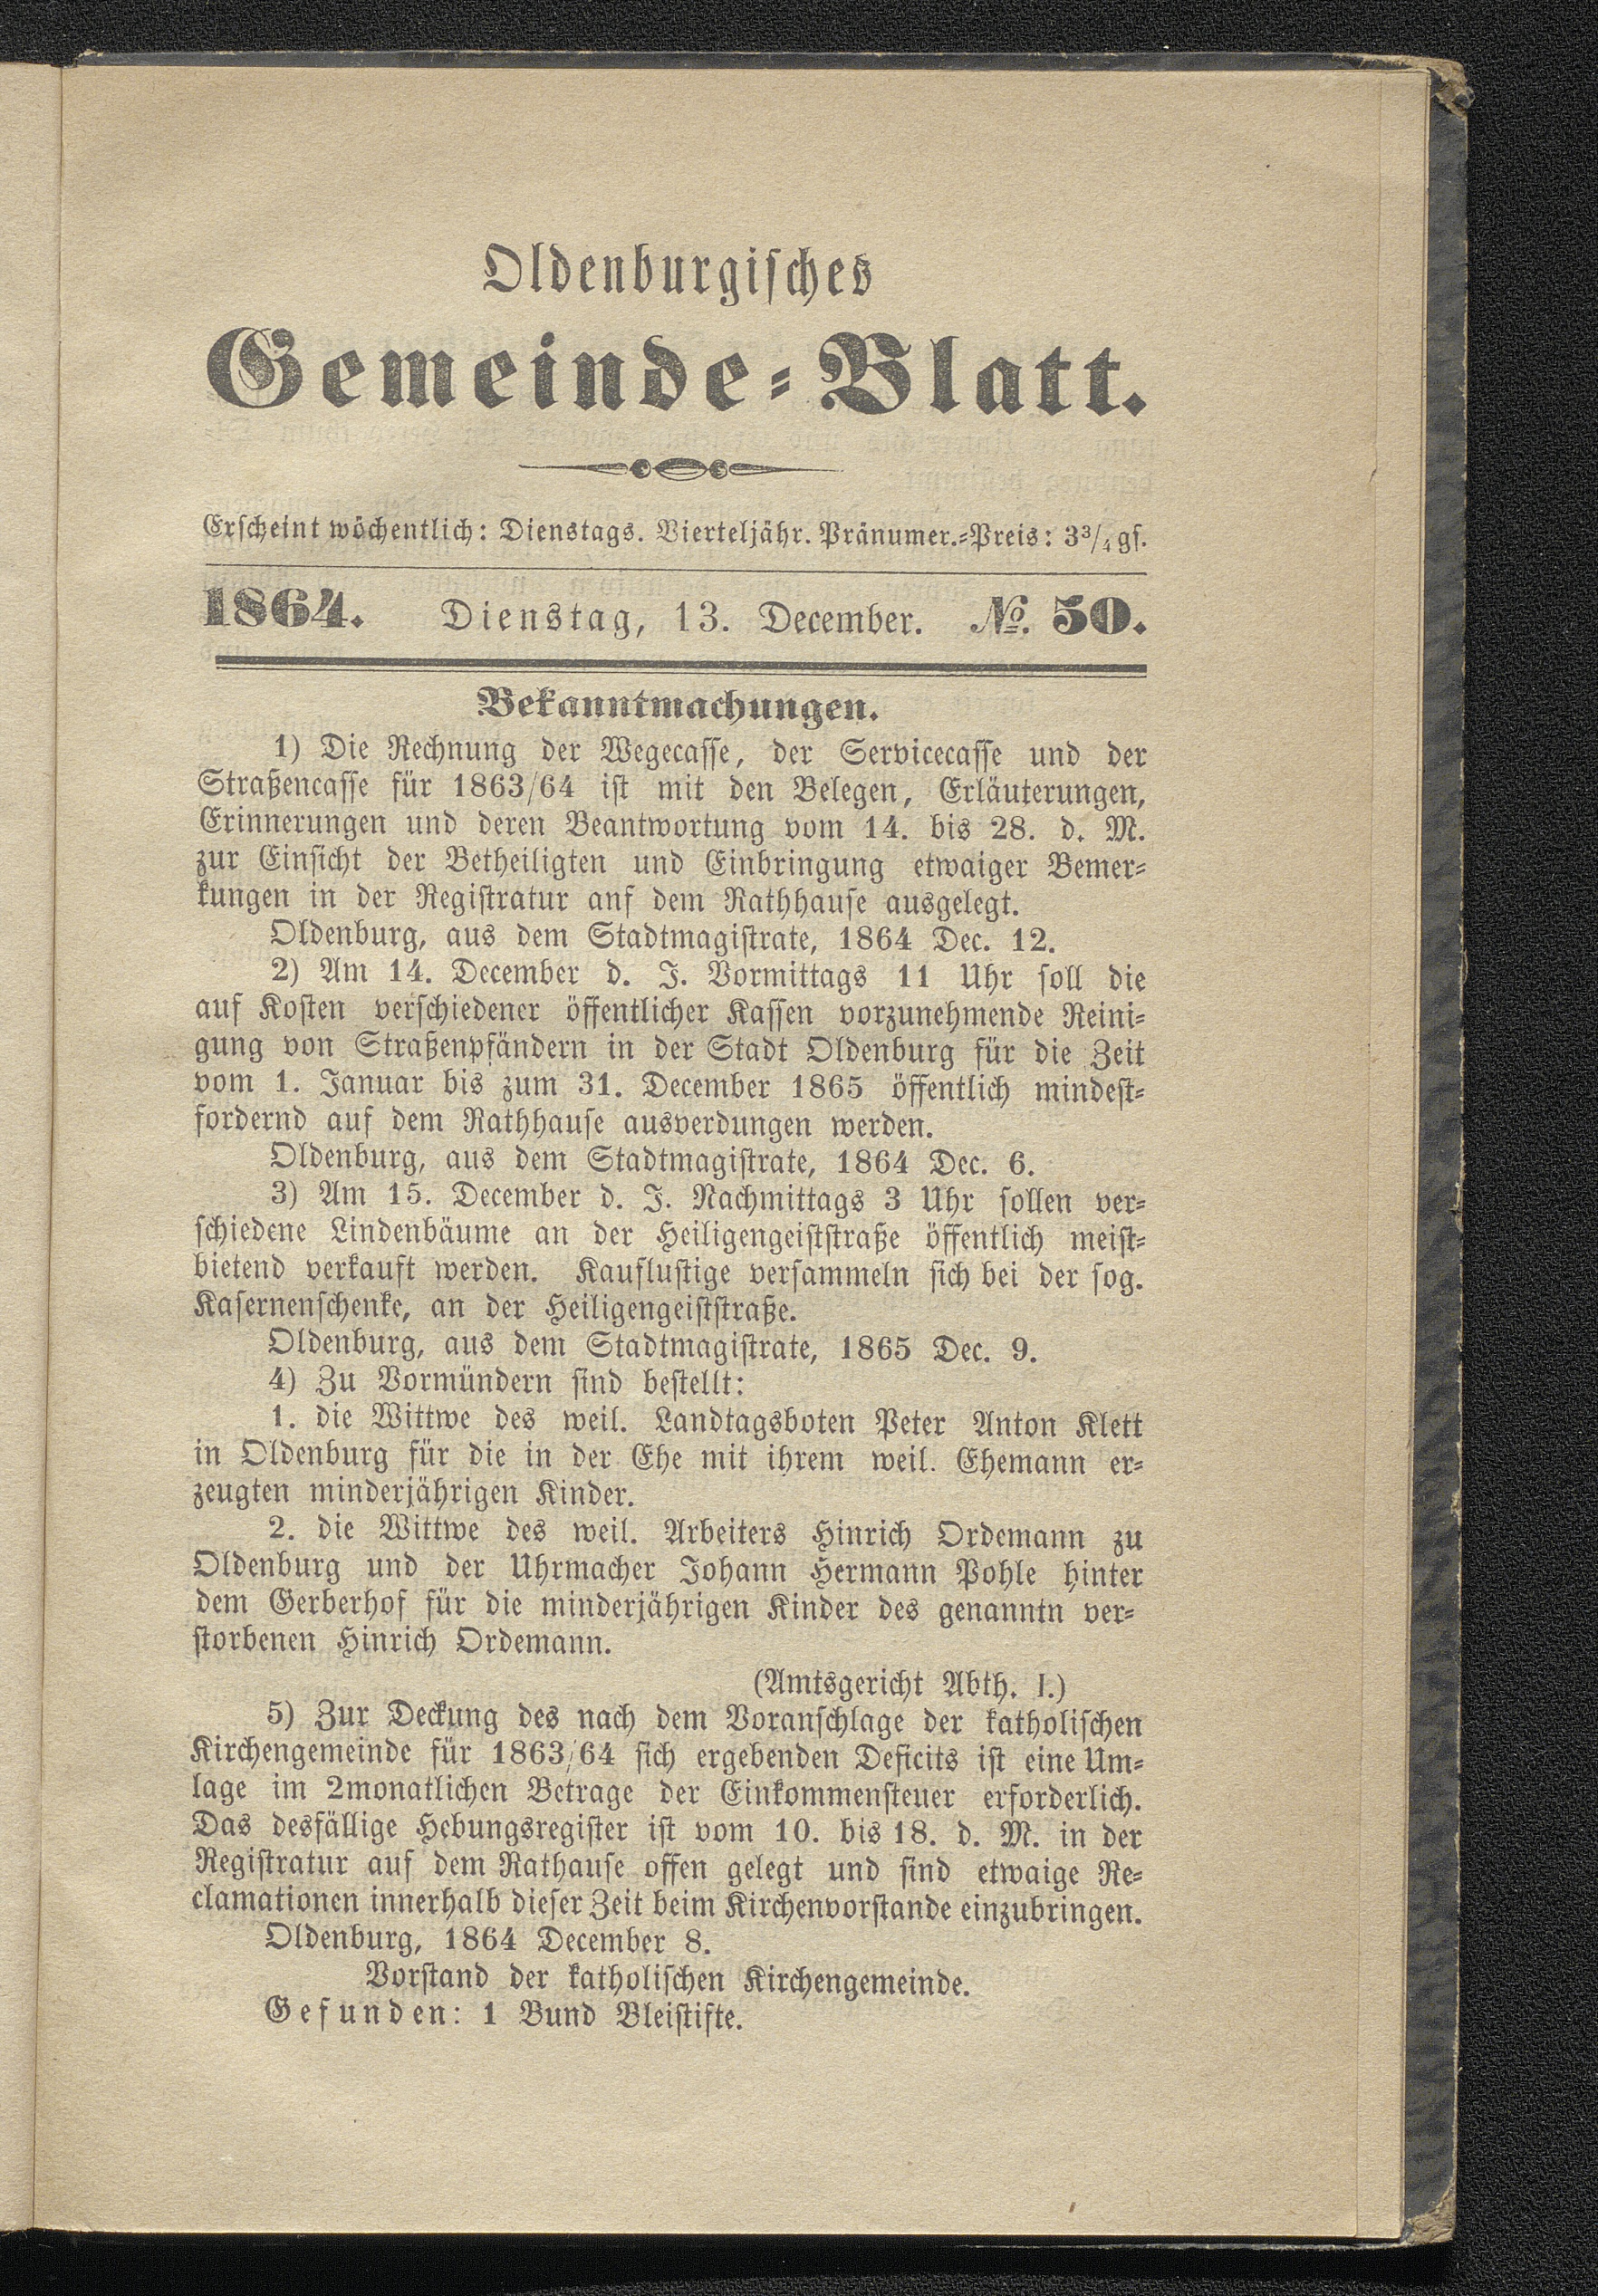 Oldenburgisches
Gemeinde-Blatt.
Erscheint wöchentlich: Dienstags. Vierteljähr. Pränumer.-Preis: 3³/₄ gs.
1864. Dienstag, 13. December. №. 50.
Bekanntmachungen.
1) Die Rechnung der Wegecasse, der Servicecasse und der
Straßencasse für 1863/64 ist mit den Belegen, Erläuterungen,
Erinnerungen und deren Beantwortung vom 14. bis 28. d. M.
zur Einsicht der Betheiligten und Einbringung etwaiger Bemer-
kungen in der Registratur anf dem Rathhause ausgelegt.
Oldenburg, aus dem Stadtmagistrate, 1864 Dec. 12.
2) Am 14. December d. J. Vormittags 11 Uhr soll die
auf Kosten verschiedener öffentlicher Kassen vorzunehmende Reini-
gung von Straßenpfändern in der Stadt Oldenburg für die Zeit
vom 1. Januar bis zum 31. December 1865 öffentlich mindest-
fordernd auf dem Rathhause ausverdungen werden.
Oldenburg, aus dem Stadtmagistrate, 1864 Dec. 6.
3) Am 15. December d. J. Nachmittags 3 Uhr sollen ver-
schiedene Lindenbäume an der Heiligengeiststraße öffentlich meist-
bietend verkauft werden. Kauflustige versammeln sich bei der sog.
Kasernenschenke, an der Heiligengeiststraße.
Oldenburg, aus dem Stadtmagistrate, 1865 Dec. 9.
4) Zu Vormündern sind bestellt:
1. die Wittwe des weil. Landtagsboten Peter Anton Klett
in Oldenburg für die in der Ehe mit ihrem weil. Ehemann er-
zeugten minderjährigen Kinder.
2. die Wittwe des weil. Arbeiters Hinrich Ordemann zu
Oldenburg und der Uhrmacher Johann Hermann Pohle hinter
dem Gerberhof für die minderjährigen Kinder des genanntn ver-
storbenen Hinrich Ordemann.
(Amtsgericht Abth. I.)
5) Zur Deckung des nach dem Voranschlage der katholischen
Kirchengemeinde für 1863/64 sich ergebenden Deficits ist eine Um-
lage im 2monatlichen Betrage der Einkommensteuer erforderlich.
Das desfällige Hebungsregister ist vom 10. bis 18. d. M. in der
Registratur auf dem Rathause offen gelegt und sind etwaige Re-
clamationen innerhalb dieser Zeit beim Kirchenvorstande einzubringen.
Oldenburg, 1864 December 8.
Vorstand der katholischen Kirchengemeinde.
Gefunden: 1 Bund Bleistifte.